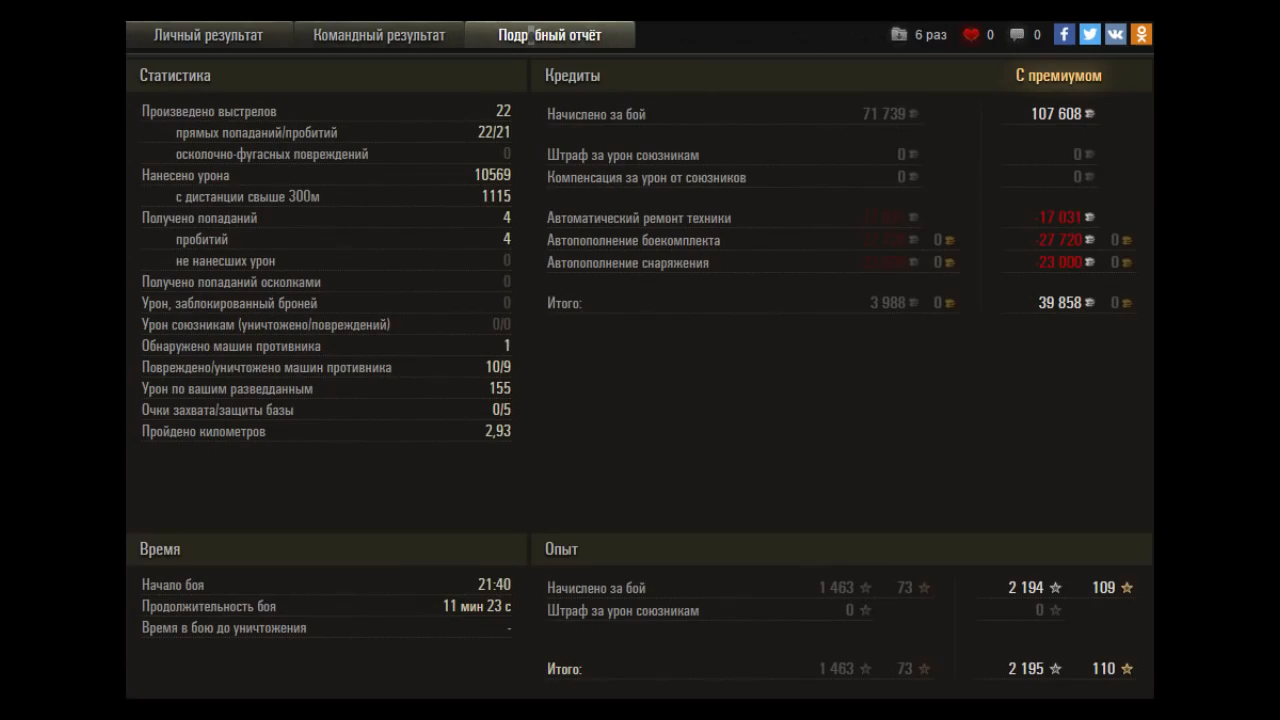 Личный результат Командный результат Подробный отчёт 6 раз 0 0
Статистика
Произведено выстрелов 22
прямых попаданий/пробитий 22/21
осколочно-фугасных повреждений 0
Нанесено урона 10569
с дистанции свыше 300м 1115
Получено попаданий 4
пробитий 4
не нанесших урон 0
Получено попаданий осколками 0
Урон, заблокированный броней 0
Урон союзникам (уничтожено/повреждений) 0/0
Обнаружено машин противника 1
Повреждено/уничтожено машин противника 10/9
Урон по вашим разведданным 155
Очки захвата/защиты базы 0/5
Пройдено километров 2,93
Кредиты С премиумом
Начислено за бой 71 739 107 608
Штраф за урон союзникам 0 0
Компенсация за урон от союзников 0 0
Автоматический ремонт техники -17 031
Автопополнение боекомплекта 0 -27 720 0
Автопополнение снаряжения 0 -23 000 0
Итого: 3 988 0 39 858 0
Время
Начало боя 21:40
Продолжительность боя 11 мин 23 с
Время в бою до уничтожения -
Опыт
Начислено за бой 1 463 73 2 194 109
Штраф за урон союзникам 0 0
Итого: 1 463 73 2 195 110